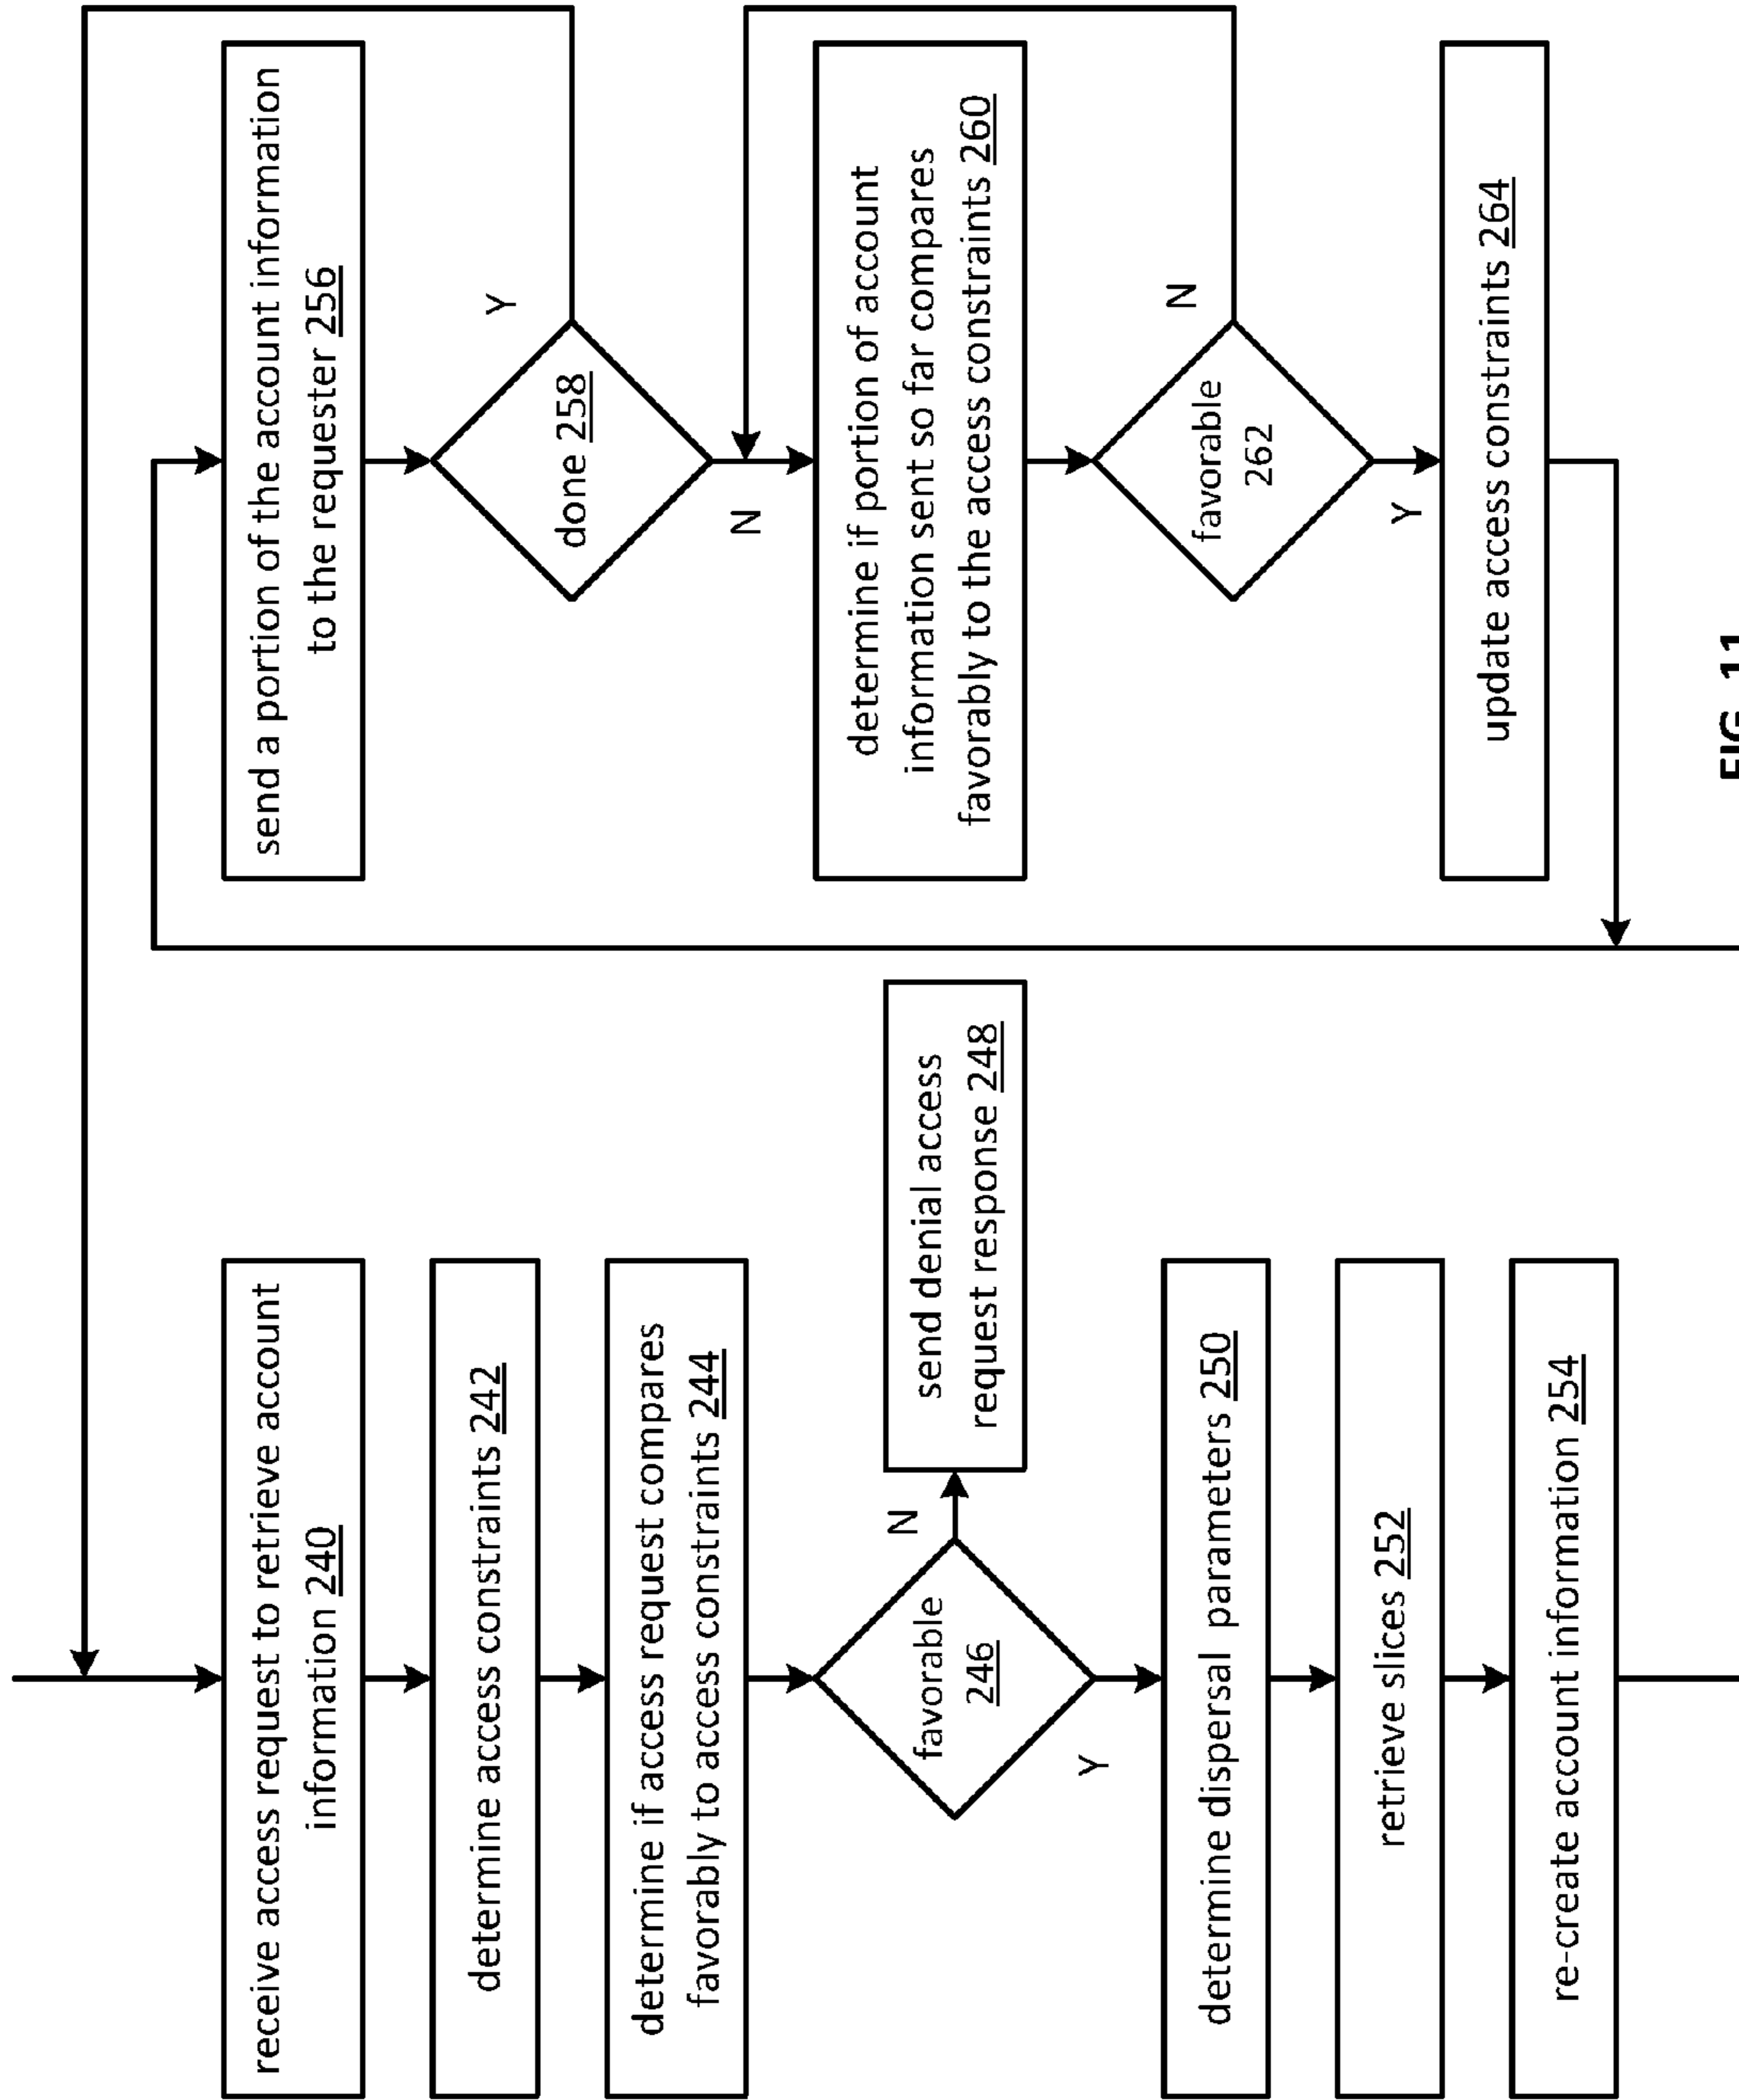 receive access request to retrieve account
information 240
determine access constraints 242
determine if access request compares
favorably to access constraints 244
favorable
246
N
Y
send denial access
request response 248
determine dispersal parameters 250
retrieve slices 252
re-create account information 254
send a portion of the account information
to the requester 256
done 258
Y
N
determine if portion of account
information sent so far compares
favorably to the access constraints 260
favorable
262
N
Y
update access constraints 264
FIG. 11